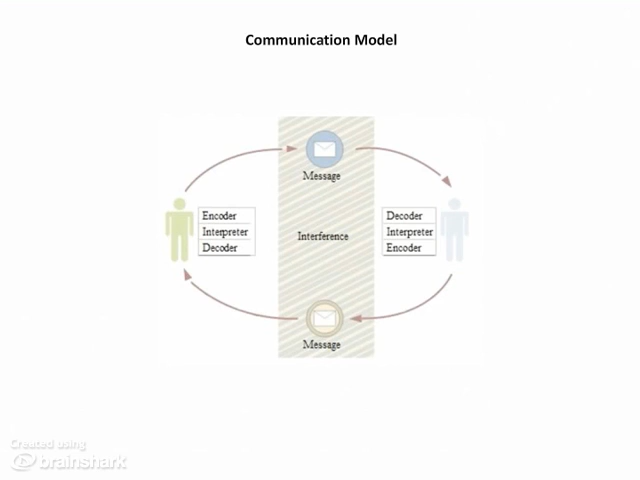 Communication Model
Message
Encoder
Interpreter
Decoder
Interference
Decoder
Interpreter
Encoder
Message
Created using
brainshark